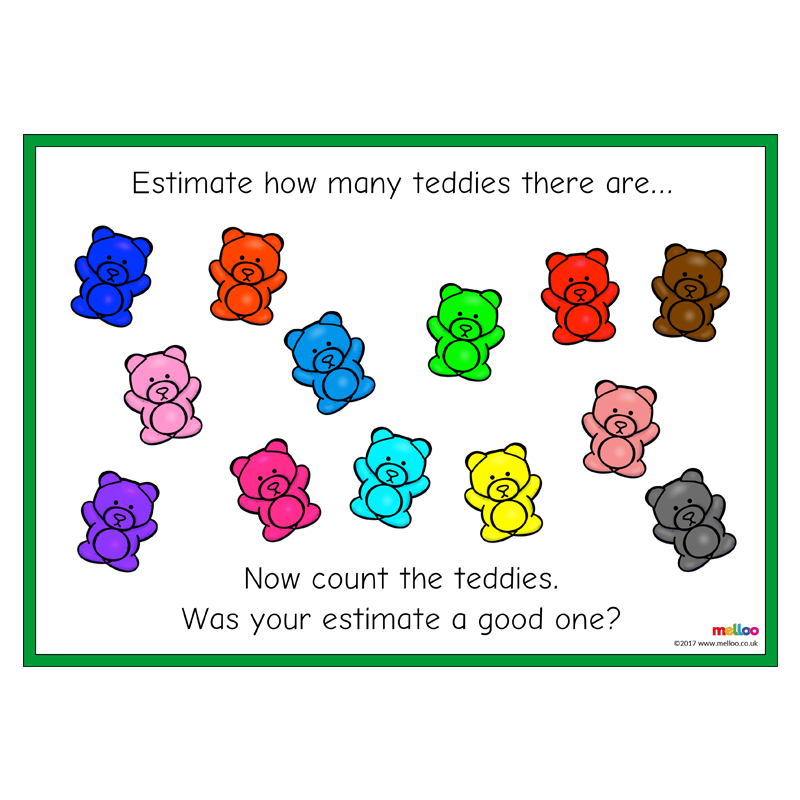 Estimate how many teddies there are...
Now count the teddies.
Was your estimate a good one?
melloo
©2017 www.melloo.co.uk